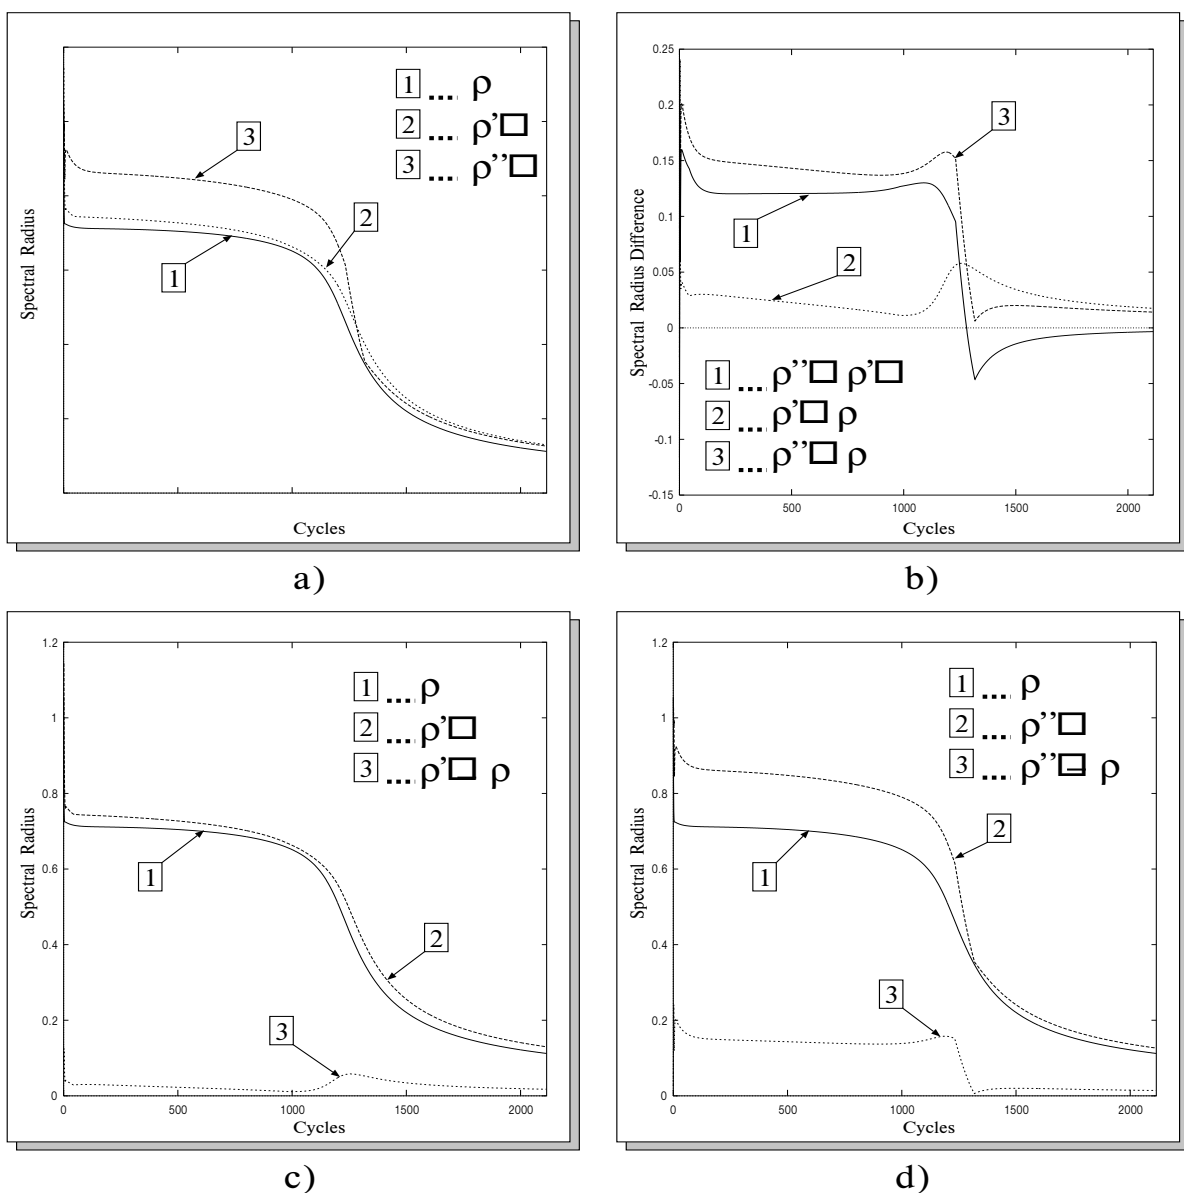 1 .... ρ
2 .... ρ'□
3 .... ρ''□
3
2
1
Spectral Radius
Cycles
a)
0.25
0.2
0.15
0.1
0.05
0
-0.05
-0.1
-0.15
0 500 1000 1500 2000
3
1
2
1 .... ρ''□ ρ'□
2 .... ρ'□ ρ
3 .... ρ''□ ρ
Spectral Radius Difference
Cycles
b)
1.2
1
0.8
0.6
0.4
0.2
0
0 500 1000 1500 2000
1 .... ρ
2 .... ρ'□
3 .... ρ'□ ρ
1
2
3
Spectral Radius
Cycles
c)
1.2
1
0.8
0.6
0.4
0.2
0
0 500 1000 1500 2000
1 .... ρ
2 .... ρ''□
3 .... ρ''□ ρ
2
1
3
Spectral Radius
Cycles
d)